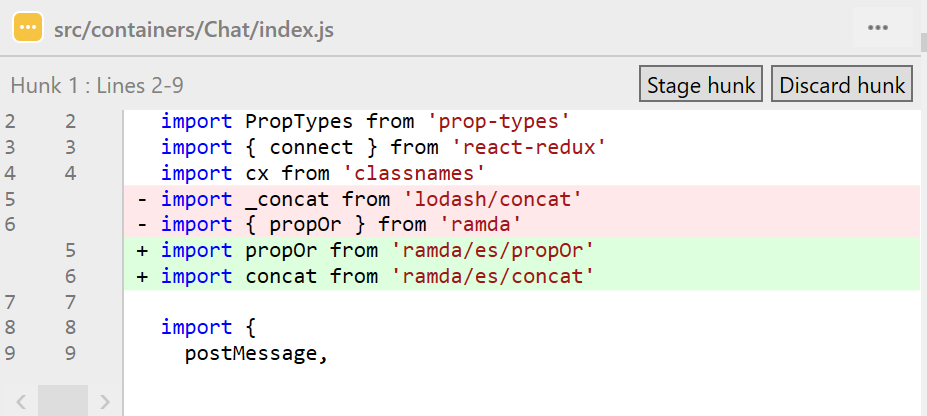 src/containers/Chat/index.js
Hunk 1 : Lines 2-9
Stage hunk
Discard hunk
2 2 import PropTypes from 'prop-types'
3 3 import { connect } from 'react-redux'
4 4 import cx from 'classnames'
5 - import _concat from 'lodash/concat'
6 - import { propOr } from 'ramda'
5 + import propOr from 'ramda/es/propOr'
6 + import concat from 'ramda/es/concat'
7 7
8 8 import {
9 9 postMessage,